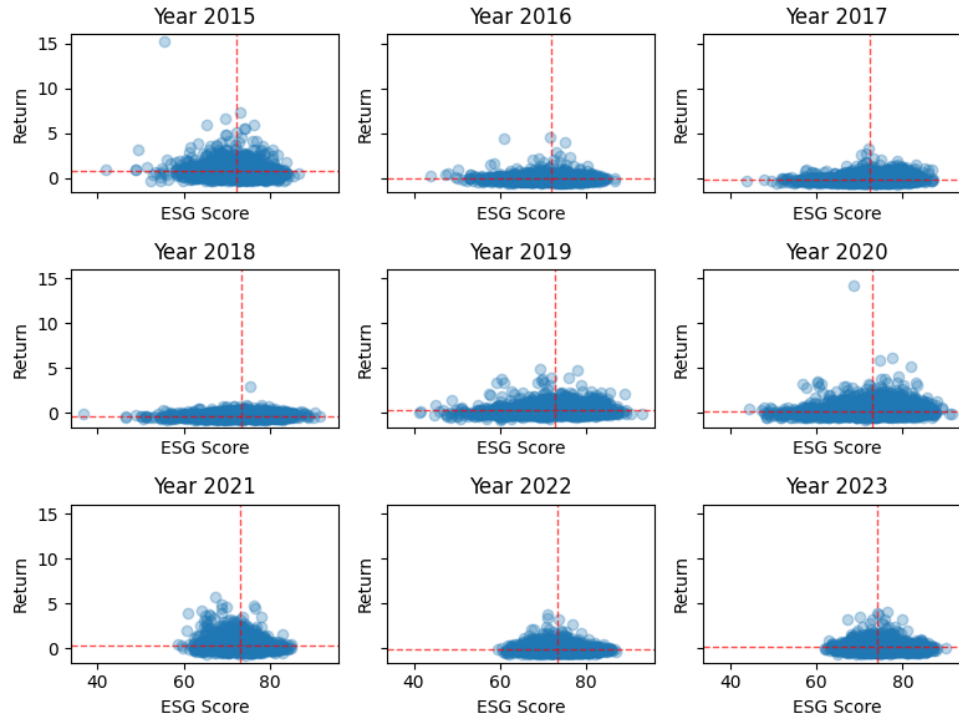 Year 2015 Year 2016 Year 2017
15
10
5
0
Return Return Return
ESG Score ESG Score ESG Score
Year 2018 Year 2019 Year 2020
15
10
5
0
Return Return Return
ESG Score ESG Score ESG Score
Year 2021 Year 2022 Year 2023
15
10
5
0
Return Return Return
40 60 80 40 60 80 40 60 80
ESG Score ESG Score ESG Score